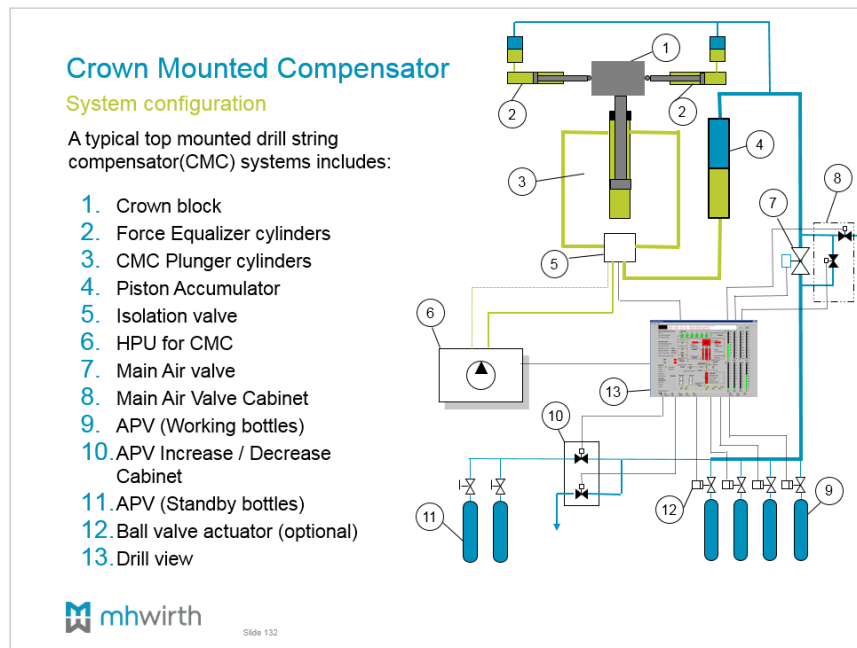 Crown Mounted Compensator
System configuration
A typical top mounted drill string
compensator(CMC) systems includes:
1. Crown block
2. Force Equalizer cylinders
3. CMC Plunger cylinders
4. Piston Accumulator
5. Isolation valve
6. HPU for CMC
7. Main Air valve
8. Main Air Valve Cabinet
9. APV (Working bottles)
10. APV Increase / Decrease
Cabinet
11. APV (Standby bottles)
12. Ball valve actuator (optional)
13. Drill view
1
2
2
3
4
8
7
5
6
13
10
11
12
9
mhwirth
Slide 132